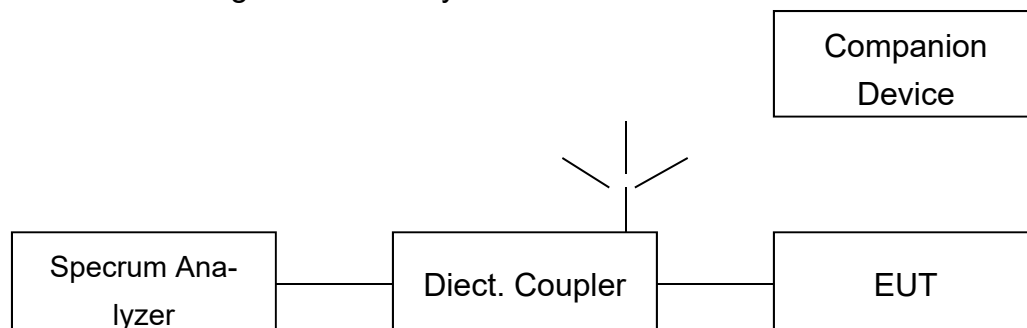 Companion
Device
Specrum Ana-
lyzer
Diect. Coupler
EUT